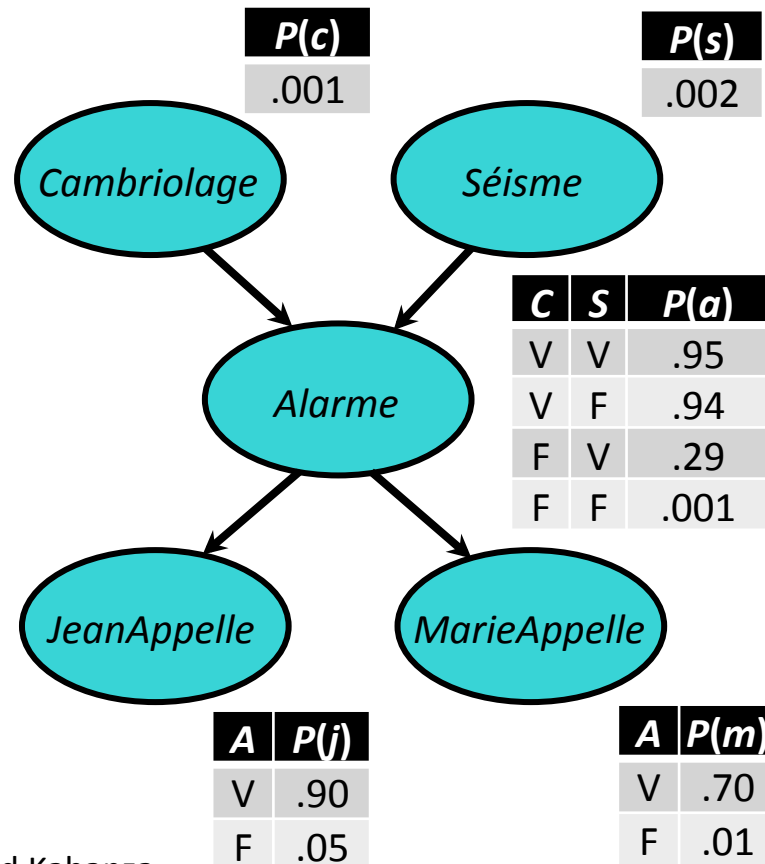 P(c)
.001
P(s)
.002
Cambriolage
Séisme
C S P(a)
V V .95
V F .94
F V .29
F F .001
Alarme
JeanAppelle
MarieAppelle
A P(j)
V .90
F .05
A P(m)
V .70
F .01